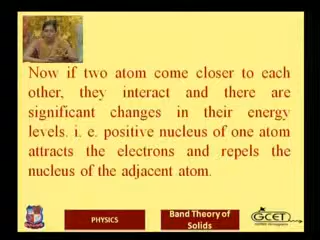 Now if two atom come closer to each
other, they interact and there are
significant changes in their energy
levels. i. e. positive nucleus of one atom
attracts the electrons and repels the
nucleus of the adjacent atom.
PHYSICS
Band Theory of
Solids
GCET